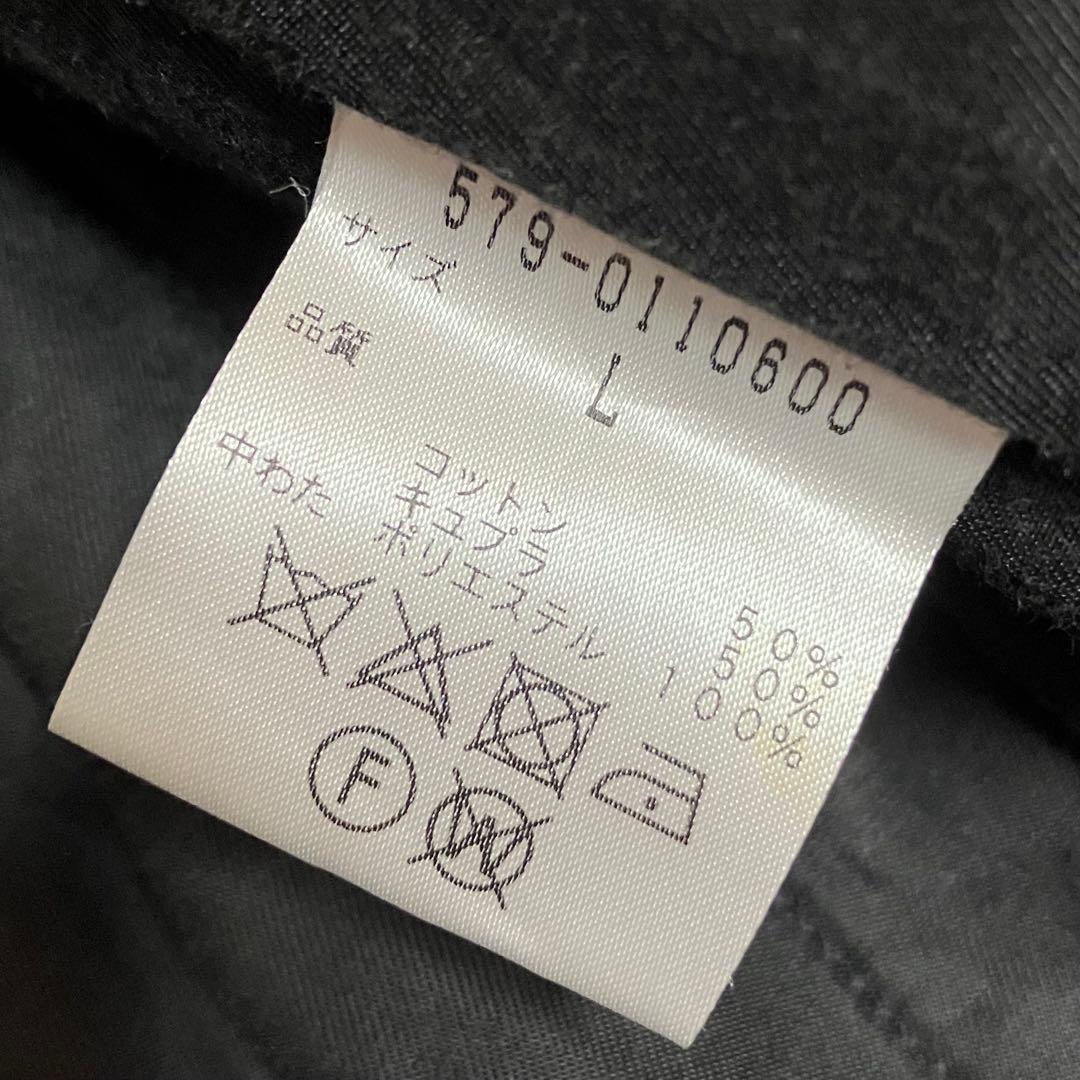 579-0110600
サイズ L
品質
コットン 50%
キュプラ 50%
中わた ポリエステル 100%
F
W